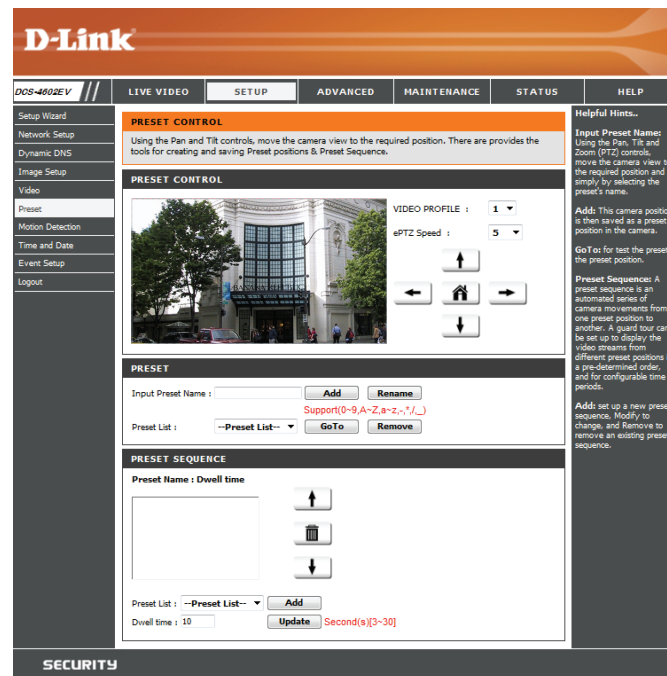 D-Link
DCS-4602EV // LIVE VIDEO SETUP ADVANCED MAINTENANCE STATUS HELP
Setup Wizard
Network Setup
Dynamic DNS
Image Setup
Video
Preset
Motion Detection
Time and Date
Event Setup
Logout
PRESET CONTROL
Using the Pan and Tilt controls, move the camera view to the required position. There are provides the
tools for creating and saving Preset positions & Preset Sequence.
PRESET CONTROL
VIDEO PROFILE : 1
ePTZ Speed : 5
PRESET
Input Preset Name : Add Rename
Support(0~9,A~Z,a~z,-,*,/,_)
Preset List : --Preset List-- GoTo Remove
PRESET SEQUENCE
Preset Name : Dwell time
Preset List : --Preset List-- Add
Dwell time : 10 Update Second(s)[3~30]
Helpful Hints..
Input Preset Name:
Using the Pan, Tilt and
Zoom (PTZ) controls,
move the camera view
the required position and
simply by selecting the
preset's name.
Add: This camera
is then saved as a preset
position in the camera.
GoTo: for test the preset
the preset position.
Preset Sequence: A
preset sequence is an
automated series of
camera movements from
one preset position to
another. A guard tour can
be set up to display the
video streams from
different preset positions
a pre-determined order,
and for configurable time
periods.
Add: set up a new
sequence, Modify to
change, and Remove to
remove an existing
sequence.
SECURITY